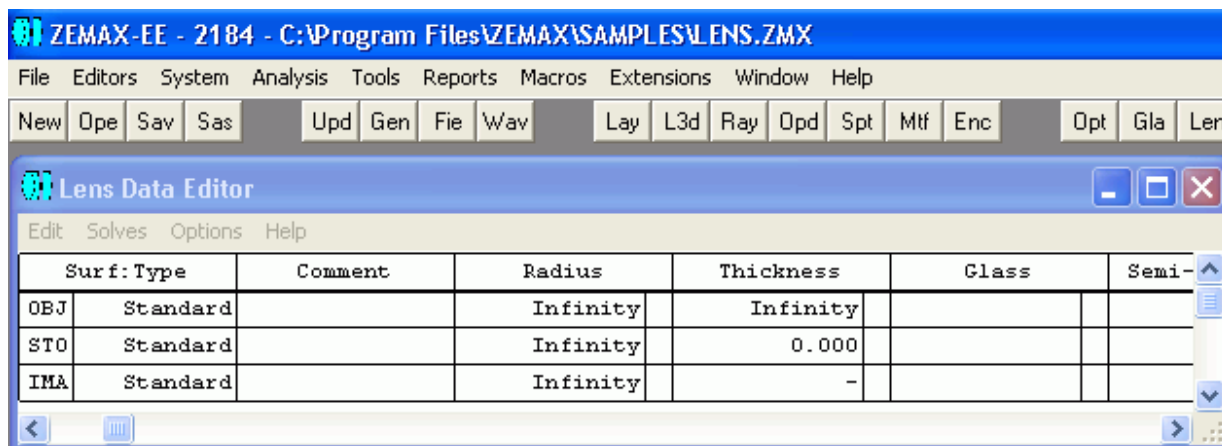 ZEMAX-EE - 2184 - C:\Program Files\ZEMAX\SAMPLES\LENS.ZMX
File Editors System Analysis Tools Reports Macros Extensions Window Help
New Ope Sav Sas Upd Gen Fie Wav Lay L3d Ray Opd Spt Mtf Enc Opt Gla Len
Lens Data Editor
Edit Solves Options Help
Surf:Type Comment Radius Thickness Glass Semi-
OBJ Standard Infinity Infinity
STO Standard Infinity 0.000
IMA Standard Infinity -